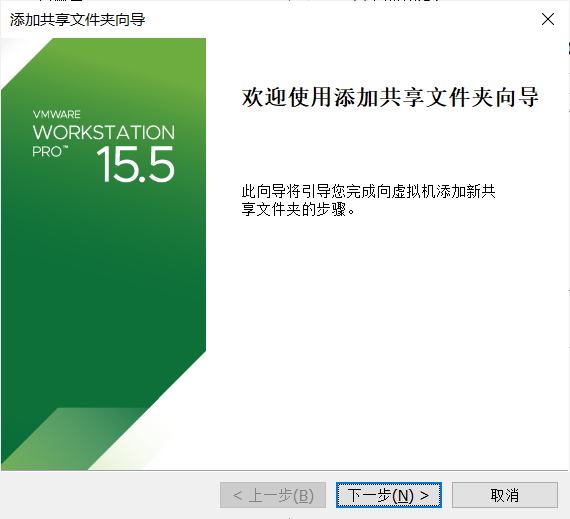 添加共享文件夹向导
VMWARE
WORKSTATION
PRO™
15.5
欢迎使用添加共享文件夹向导
此向导将引导您完成向虚拟机添加新共
享文件夹的步骤。
< 上一步(B)
下一步(N) >
取消